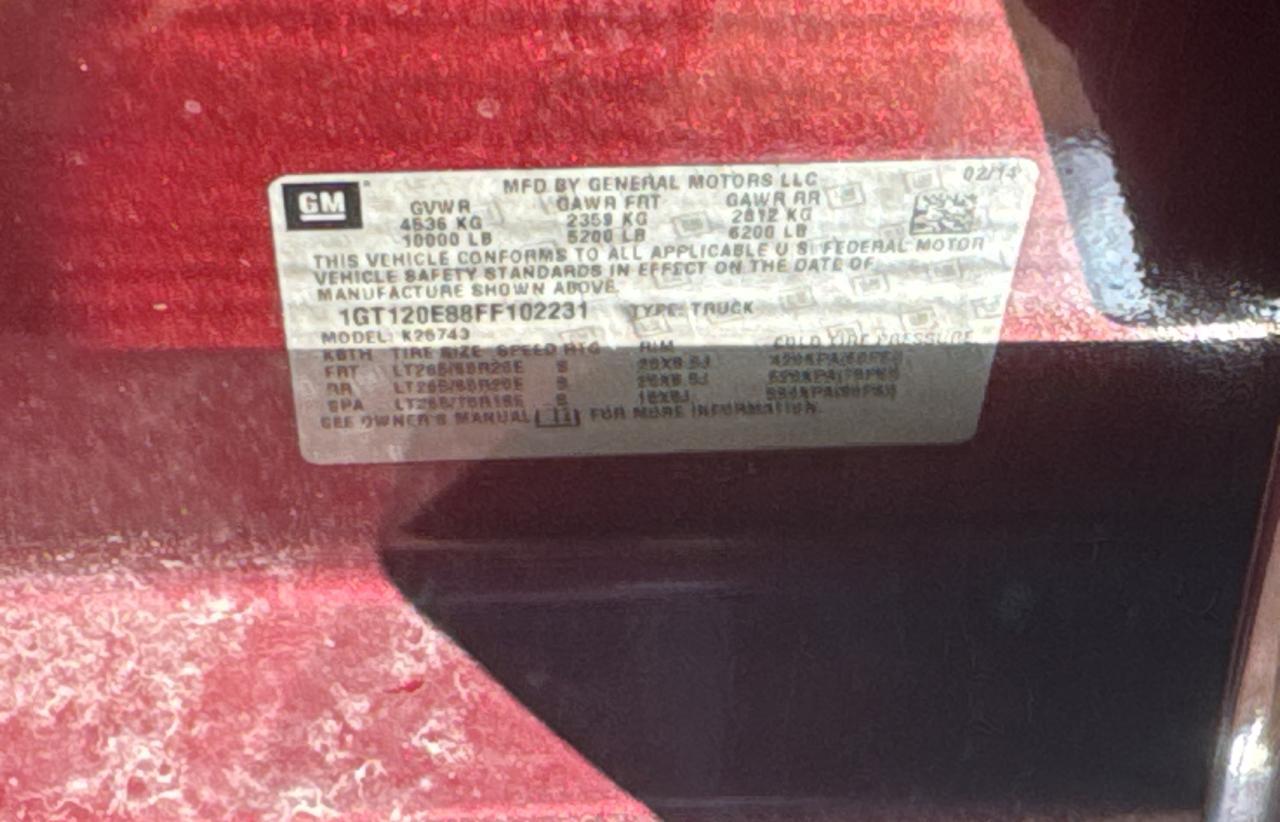 GM
02/14
MFD BY GENERAL MOTORS LLC
GVWR GAWR FRT GAWR RR
4536 KG 2359 KG 2812 KG
10000 LB 5200 LB 6200 LB
THIS VEHICLE CONFORMS TO ALL APPLICABLE U S FEDERAL MOTOR
VEHICLE SAFETY STANDARDS IN EFFECT ON THE DATE OF
MANUFACTURE SHOWN ABOVE.
1GT120E88FF102231 TYPE: TRUCK
MODEL: K26743
TIRE SIZE SPEED RTG RIM COLD TIRE PRESSURE
FRT
RR
SPA
SEE OWNER'S MANUAL FOR MORE INFORMATION.